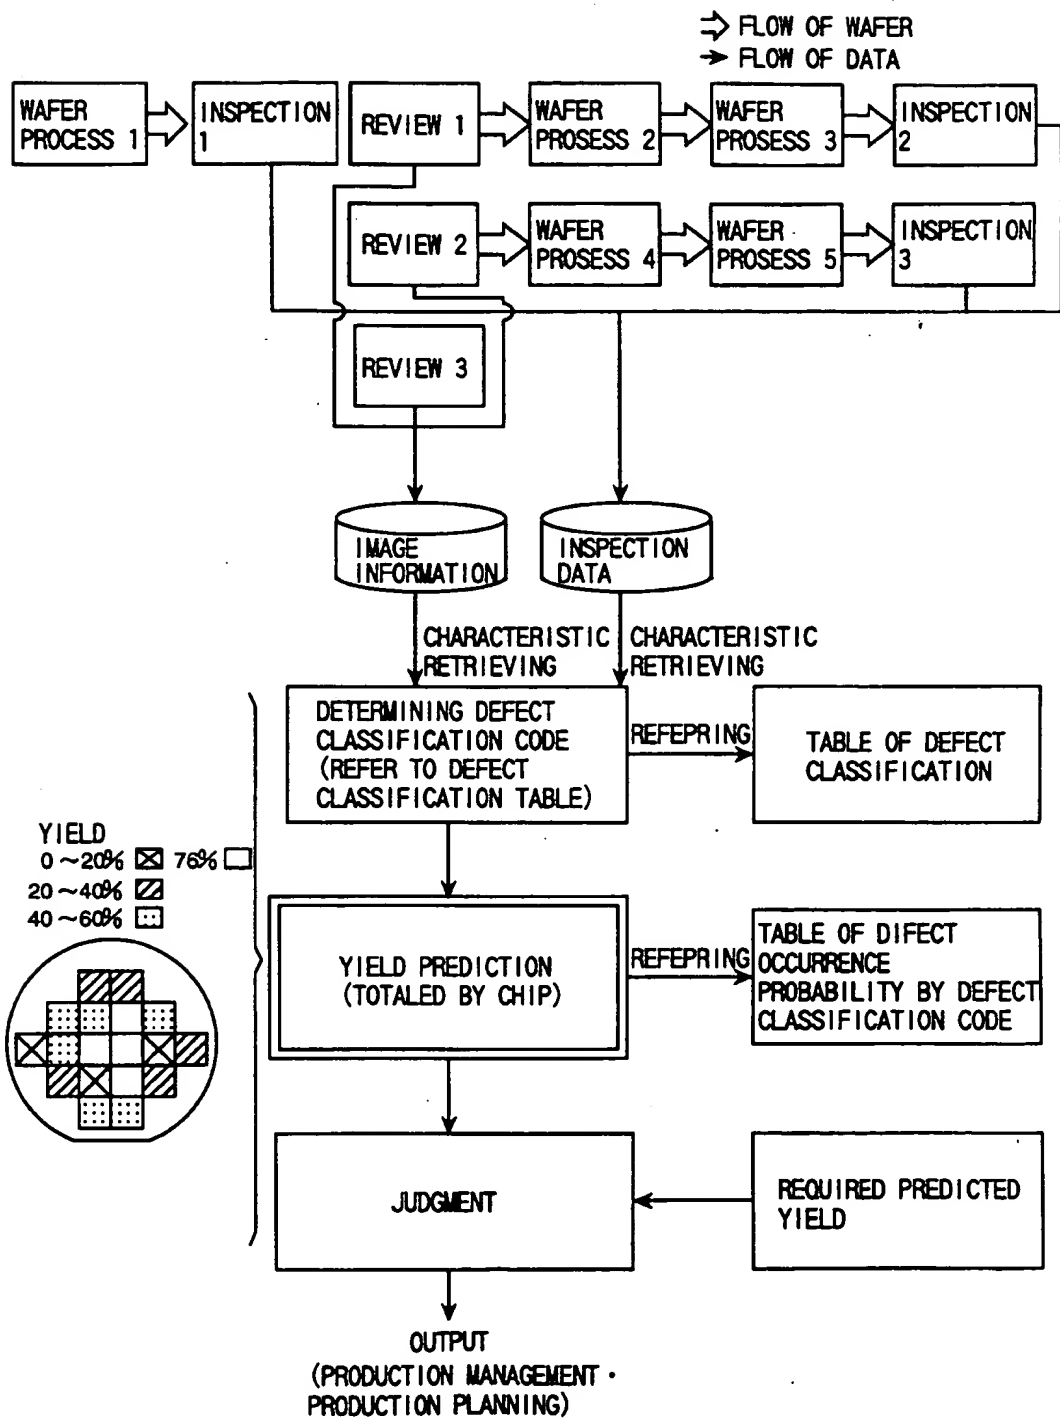 FLOW OF WAFER
FLOW OF DATA
WAFER
PROCESS 1
INSPECTION
1
REVIEW 1
WAFER
PROSESS 2
WAFER
PROSESS 3
INSPECTION
2
REVIEW 2
WAFER
PROSESS 4
WAFER
PROSESS 5
INSPECTION
3
REVIEW 3
IMAGE
INFORMATION
INSPECTION
DATA
CHARACTERISTIC
RETRIEVING
CHARACTERISTIC
RETRIEVING
DETERMINING DEFECT
CLASSIFICATION CODE
(REFER TO DEFECT
CLASSIFICATION TABLE)
REFEPRING
TABLE OF DEFECT
CLASSIFICATION
YIELD
0~20% 76%
20~40%
40~60%
YIELD PREDICTION
(TOTALED BY CHIP)
REFEPRING
TABLE OF DIFECT
OCCURRENCE
PROBABILITY BY DEFECT
CLASSIFICATION CODE
JUDGMENT
REQUIRED PREDICTED
YIELD
OUTPUT
(PRODUCTION MANAGEMENT・
PRODUCTION PLANNING)